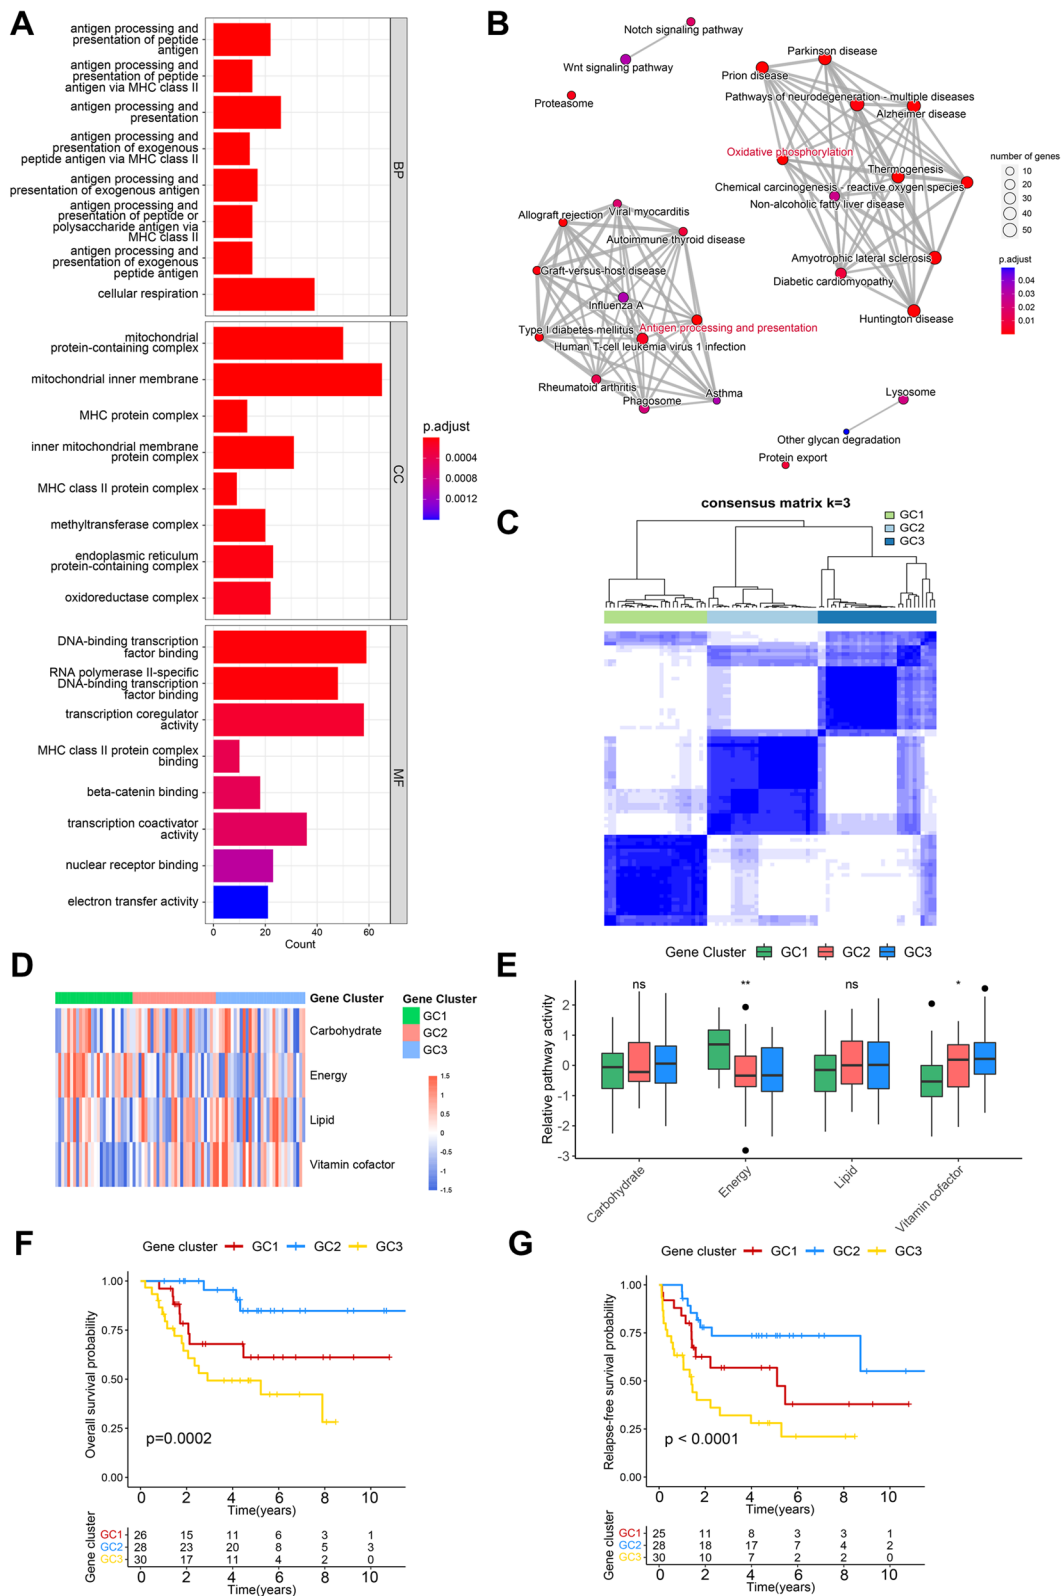 A
antigen processing and
presentation of peptide
antigen
antigen processing and
presentation of peptide
antigen via MHC class II
antigen processing and
presentation
antigen processing and
presentation of exogenous
peptide antigen via MHC class II
antigen processing and
presentation of exogenous antigen
antigen processing and
presentation of peptide or
polysaccharide antigen via
MHC class II
antigen processing and
presentation of exogenous
peptide antigen
cellular respiration
BP
mitochondrial
protein-containing complex
mitochondrial inner membrane
MHC protein complex
inner mitochondrial membrane
protein complex
MHC class II protein complex
methyltransferase complex
endoplasmic reticulum
protein-containing complex
oxidoreductase complex
CC
DNA-binding transcription
factor binding
RNA polymerase II-specific
DNA-binding transcription
factor binding
transcription coregulator
activity
MHC class II protein complex
binding
beta-catenin binding
transcription coactivator
activity
nuclear receptor binding
electron transfer activity
MF
0 20 40 60
Count
p.adjust
0.0004
0.0008
0.0012
B
Notch signaling pathway
Wnt signaling pathway
Proteasome
Parkinson disease
Prion disease
Pathways of neurodegeneration - multiple diseases
Alzheimer disease
Oxidative phosphorylation
Thermogenesis
Chemical carcinogenesis - reactive oxygen species
Non-alcoholic fatty liver disease
Amyotrophic lateral sclerosis
Diabetic cardiomyopathy
Huntington disease
Viral myocarditis
Allograft rejection
Autoimmune thyroid disease
Graft-versus-host disease
Influenza A
Type I diabetes mellitus
Antigen processing and presentation
Human T-cell leukemia virus 1 infection
Rheumatoid arthritis
Asthma
Phagosome
Lysosome
Other glycan degradation
Protein export
number of genes
10
20
30
40
50
p.adjust
0.04
0.03
0.02
0.01
C
consensus matrix k=3
GC1
GC2
GC3
D
Gene Cluster
Carbohydrate
Energy
Lipid
Vitamin cofactor
Gene Cluster
GC1
GC2
GC3
1.5
1
0.5
0
-0.5
-1
-1.5
E
Gene Cluster GC1 GC2 GC3
Relative pathway activity
2
1
0
-1
-2
-3
ns ** ns *
Carbohydrate
Energy
Lipid
Vitamin cofactor
F
Gene cluster GC1 GC2 GC3
Overall survival probability
1.00
0.75
0.50
0.25
0.00
p=0.0002
0 2 4 6 8 10
Time(years)
Gene cluster
GC1 26 15 11 6 3 1
GC2 28 23 20 8 5 3
GC3 30 17 11 4 2 0
0 2 4 6 8 10
Time(years)
G
Gene cluster GC1 GC2 GC3
Relapse-free survival probability
1.00
0.75
0.50
0.25
0.00
p < 0.0001
0 2 4 6 8 10
Time(years)
Gene cluster
GC1 25 11 8 3 3 1
GC2 28 18 17 7 4 2
GC3 30 10 7 2 2 0
0 2 4 6 8 10
Time(years)